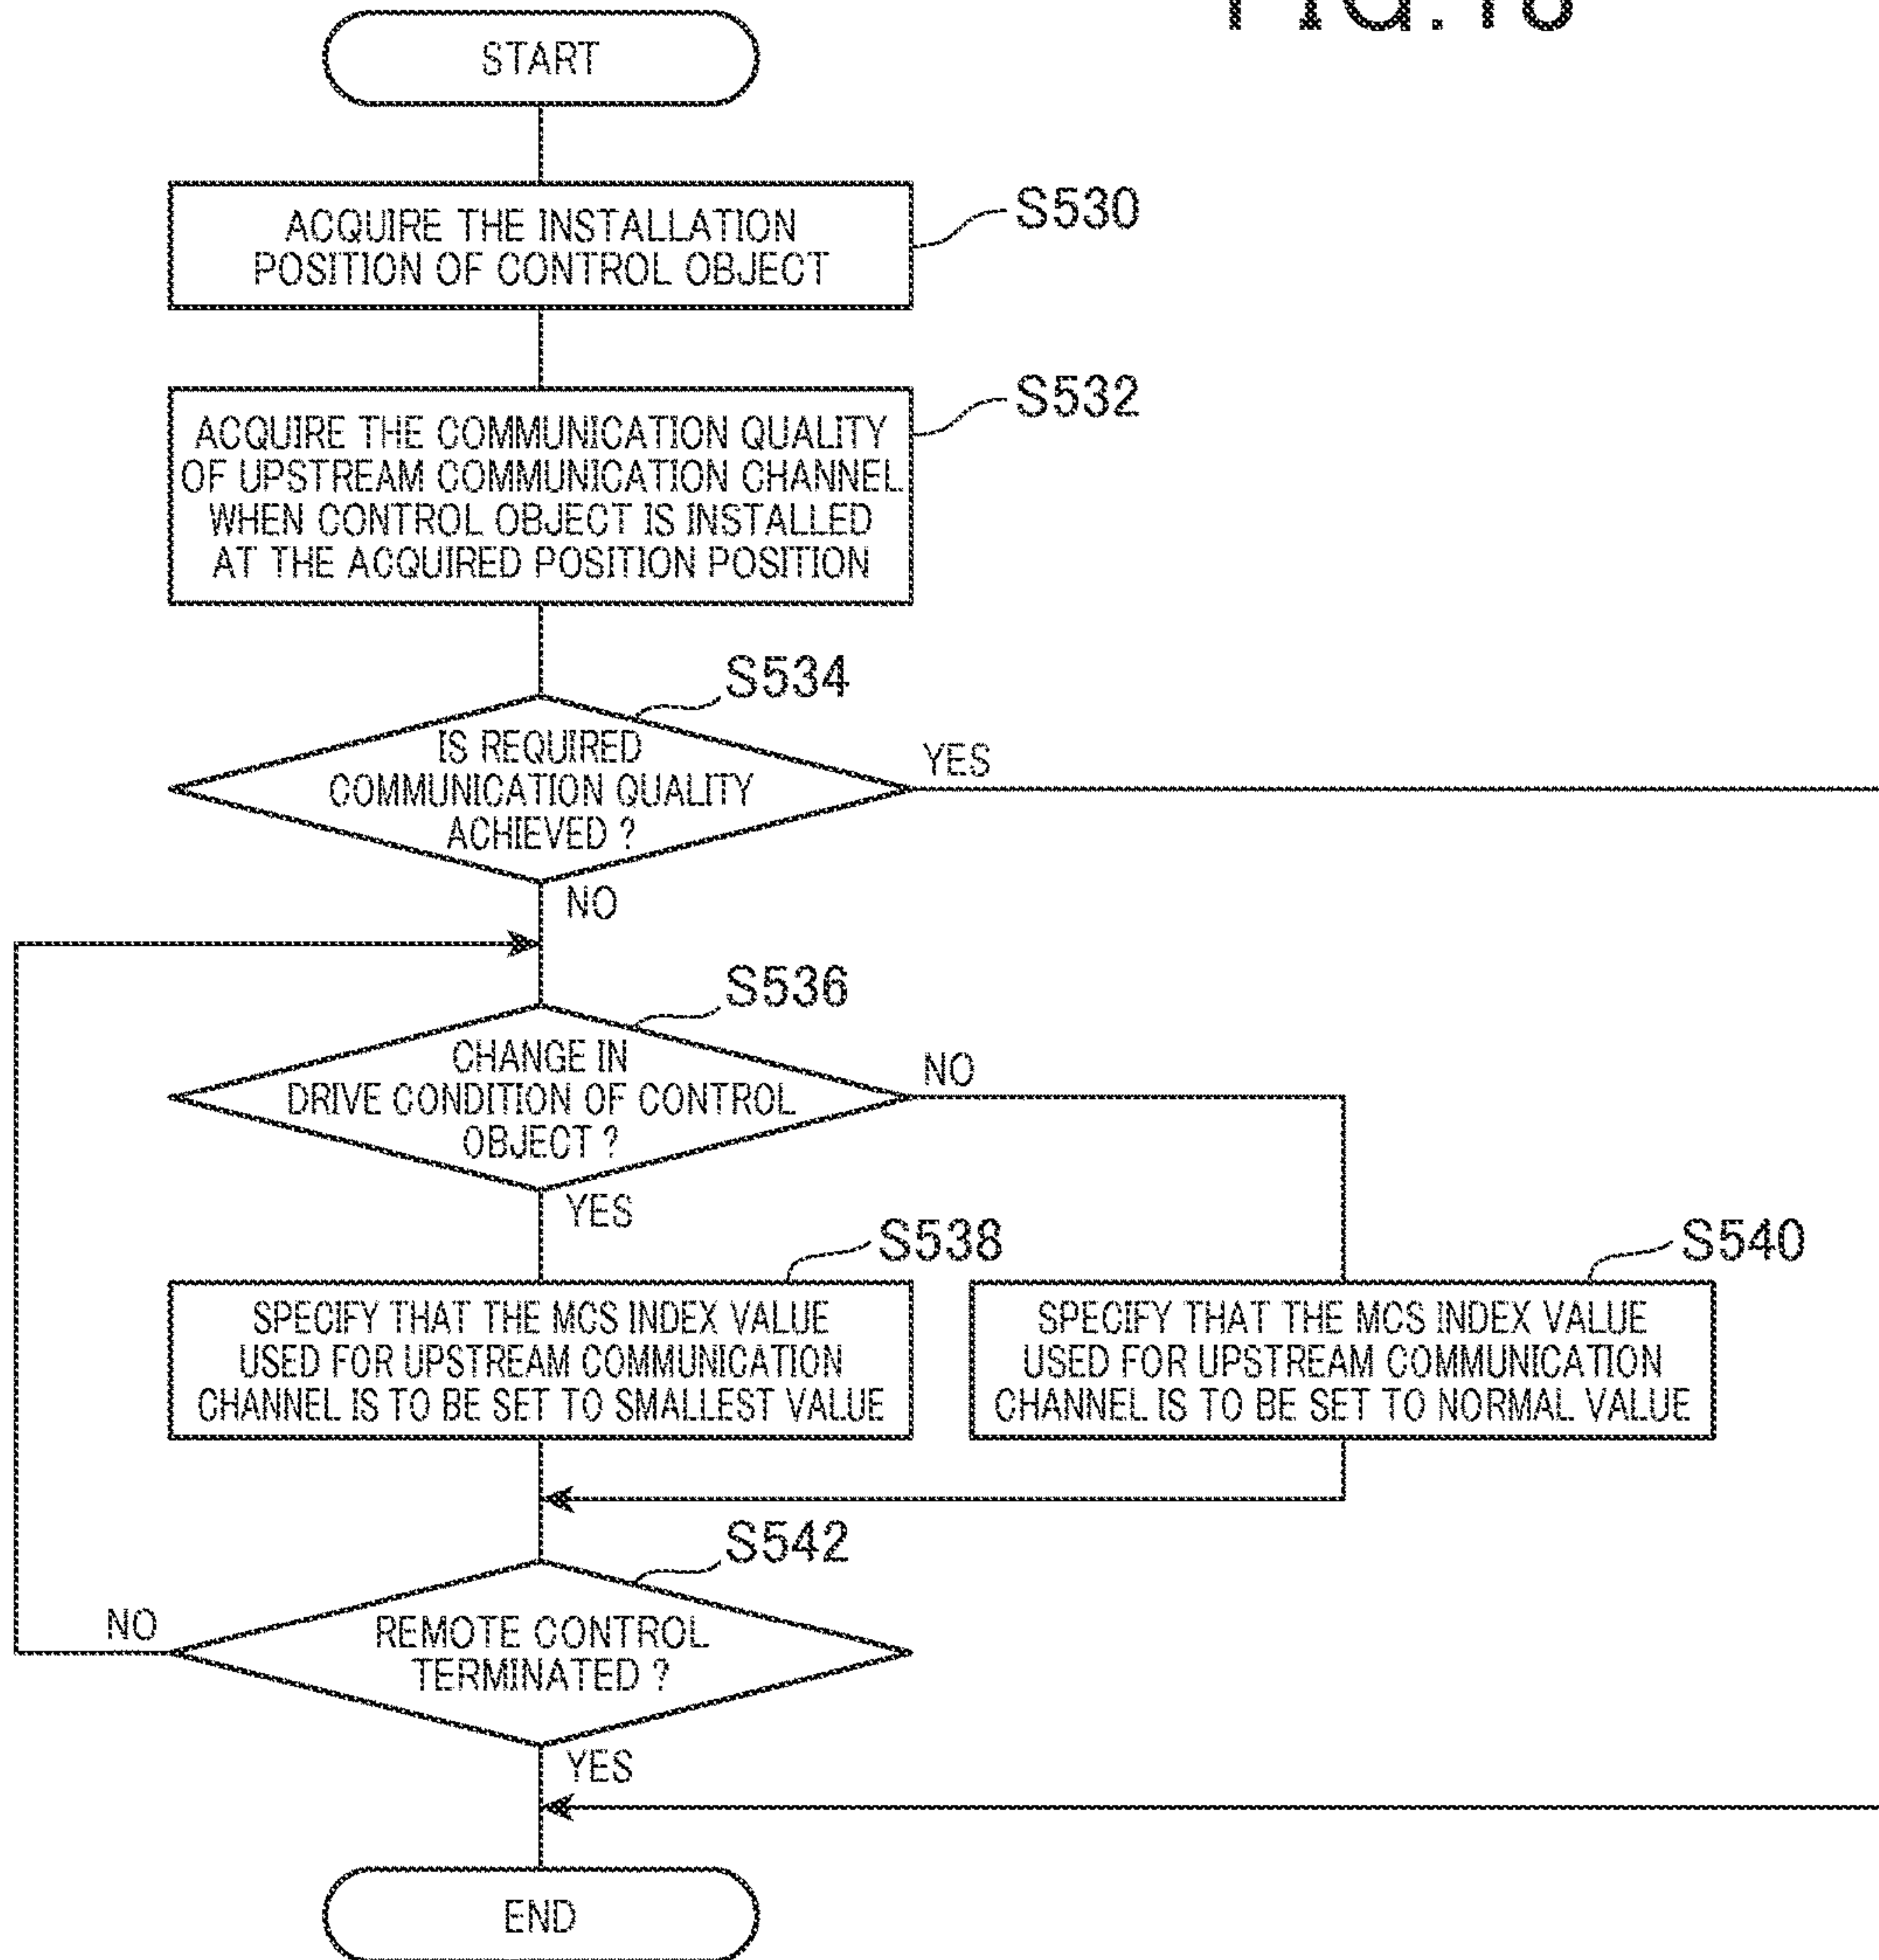 START
ACQUIRE THE INSTALLATION
POSITION OF CONTROL OBJECT
S530
ACQUIRE THE COMMUNICATION QUALITY
OF UPSTREAM COMMUNICATION CHANNEL
WHEN CONTROL OBJECT IS INSTALLED
AT THE ACQUIRED POSITION POSITION
S532
S534
IS REQUIRED
COMMUNICATION QUALITY
ACHIEVED ?
YES
NO
S536
CHANGE IN
DRIVE CONDITION OF CONTROL
OBJECT ?
NO
YES
S538
SPECIFY THAT THE MCS INDEX VALUE
USED FOR UPSTREAM COMMUNICATION
CHANNEL IS TO BE SET TO SMALLEST VALUE
S540
SPECIFY THAT THE MCS INDEX VALUE
USED FOR UPSTREAM COMMUNICATION
CHANNEL IS TO BE SET TO NORMAL VALUE
S542
NO
REMOTE CONTROL
TERMINATED ?
YES
END